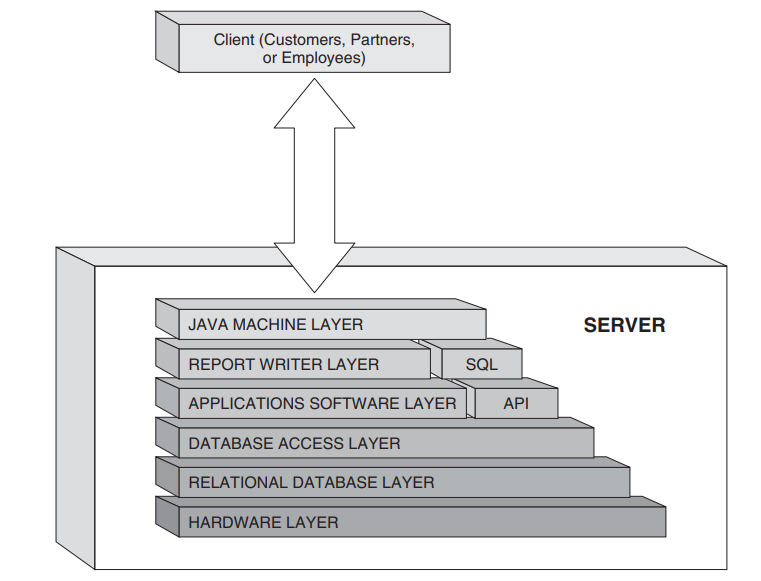 Client (Customers, Partners,
or Employees)
SERVER
JAVA MACHINE LAYER
REPORT WRITER LAYER
SQL
APPLICATIONS SOFTWARE LAYER
API
DATABASE ACCESS LAYER
RELATIONAL DATABASE LAYER
HARDWARE LAYER